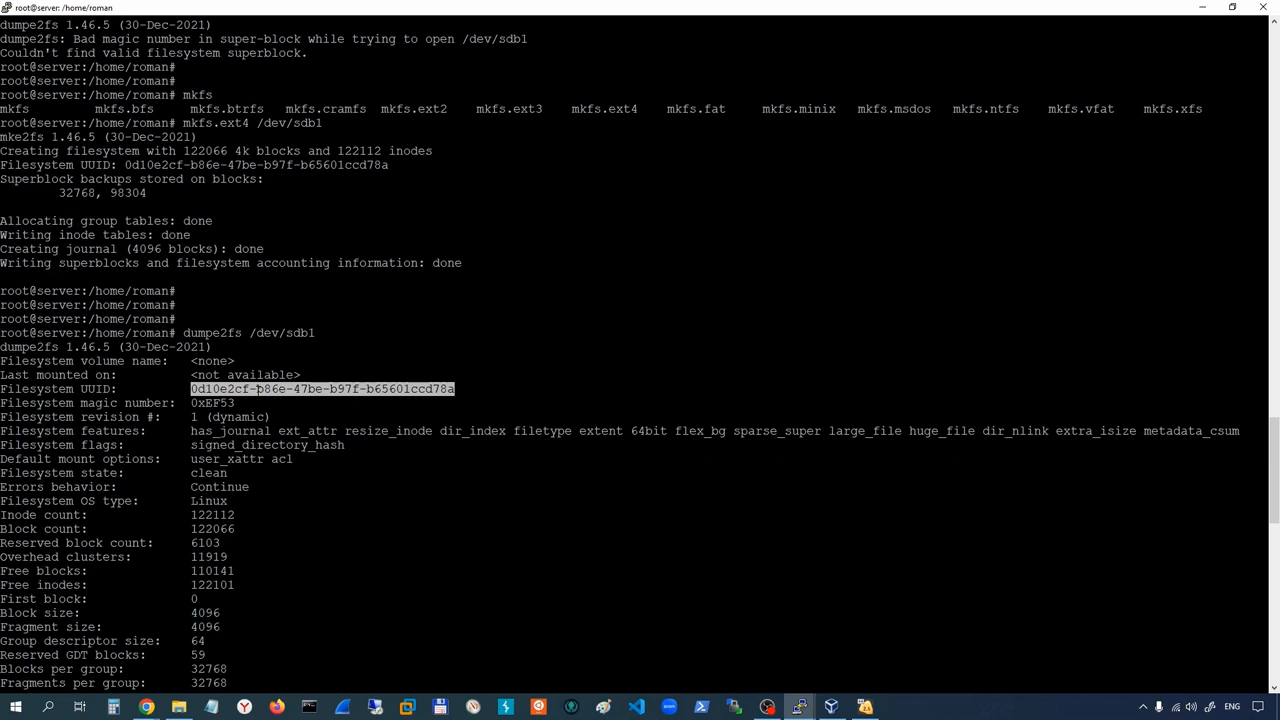 root@server: /home/roman
dumpe2fs 1.46.5 (30-Dec-2021)
dumpe2fs: Bad magic number in super-block while trying to open /dev/sdb1
Couldn't find valid filesystem superblock.
root@server:/home/roman#
root@server:/home/roman#
root@server:/home/roman# mkfs
mkfs mkfs.bfs mkfs.btrfs mkfs.cramfs mkfs.ext2 mkfs.ext3 mkfs.ext4 mkfs.fat mkfs.minix mkfs.msdos mkfs.ntfs mkfs.vfat mkfs.xfs
root@server:/home/roman# mkfs.ext4 /dev/sdb1
mke2fs 1.46.5 (30-Dec-2021)
Creating filesystem with 122066 4k blocks and 122112 inodes
Filesystem UUID: 0d10e2cf-b86e-47be-b97f-b65601ccd78a
Superblock backups stored on blocks:
32768, 98304
Allocating group tables: done
Writing inode tables: done
Creating journal (4096 blocks): done
Writing superblocks and filesystem accounting information: done
root@server:/home/roman#
root@server:/home/roman#
root@server:/home/roman#
root@server:/home/roman# dumpe2fs /dev/sdb1
dumpe2fs 1.46.5 (30-Dec-2021)
Filesystem volume name: <none>
Last mounted on: <not available>
Filesystem UUID: 0d10e2cf-b86e-47be-b97f-b65601ccd78a
Filesystem magic number: 0xEF53
Filesystem revision #: 1 (dynamic)
Filesystem features: has_journal ext_attr resize_inode dir_index filetype extent 64bit flex_bg sparse_super large_file huge_file dir_nlink extra_isize metadata_csum
Filesystem flags: signed_directory_hash
Default mount options: user_xattr acl
Filesystem state: clean
Errors behavior: Continue
Filesystem OS type: Linux
Inode count: 122112
Block count: 122066
Reserved block count: 6103
Overhead clusters: 11919
Free blocks: 110141
Free inodes: 122101
First block: 0
Block size: 4096
Fragment size: 4096
Group descriptor size: 64
Reserved GDT blocks: 59
Blocks per group: 32768
Fragments per group: 32768
ENG